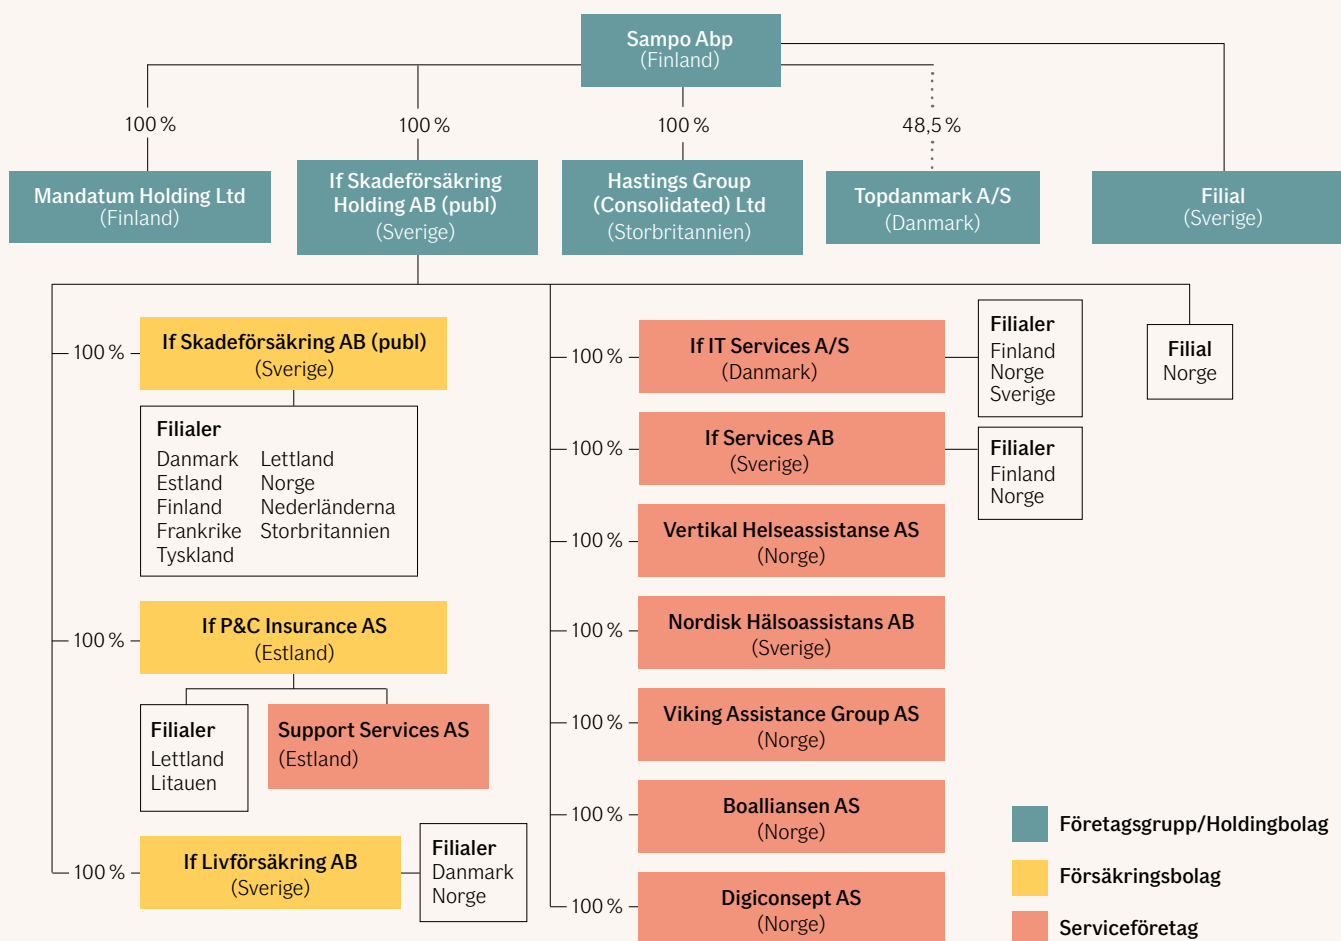 Sampo Abp
(Finland)
100 %
100 %
100 %
48,5 %
Mandatum Holding Ltd
(Finland)
If Skadeförsäkring
Holding AB (publ)
(Sverige)
Hastings Group
(Consolidated) Ltd
(Storbritannien)
Topdanmark A/S
(Danmark)
Filial
(Sverige)
100 %
If Skadeförsäkring AB (publ)
(Sverige)
Filialer
Danmark Lettland
Estland Norge
Finland Nederländerna
Frankrike Storbritannien
Tyskland
100 %
If P&C Insurance AS
(Estland)
Filialer
Lettland
Litauen
Support Services AS
(Estland)
100 %
If Livförsäkring AB
(Sverige)
Filialer
Danmark
Norge
100 %
If IT Services A/S
(Danmark)
Filialer
Finland
Norge
Sverige
Filial
Norge
100 %
If Services AB
(Sverige)
Filialer
Finland
Norge
100 %
Vertikal Helseassistanse AS
(Norge)
100 %
Nordisk Hälsoassistans AB
(Sverige)
100 %
Viking Assistance Group AS
(Norge)
100 %
Boalliansen AS
(Norge)
100 %
Digiconsept AS
(Norge)
Företagsgrupp/Holdingbolag
Försäkringsbolag
Serviceföretag